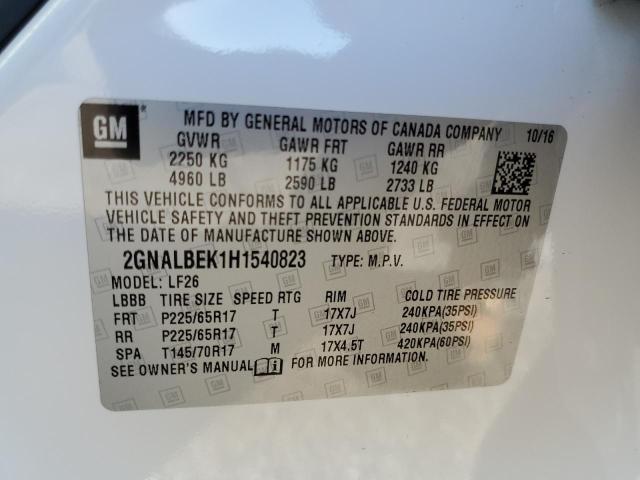 GM
MFD BY GENERAL MOTORS OF CANADA COMPANY 10/16
GVWR GAWR FRT GAWR RR
2250 KG 1175 KG 1240 KG
4960 LB 2590 LB 2733 LB
THIS VEHICLE CONFORMS TO ALL APPLICABLE U.S. FEDERAL MOTOR
VEHICLE SAFETY AND THEFT PREVENTION STANDARDS IN EFFECT ON
THE DATE OF MANUFACTURE SHOWN ABOVE.
2GNALBEK1H1540823 TYPE: M.P.V.
MODEL: LF26
LBBB TIRE SIZE SPEED RTG RIM COLD TIRE PRESSURE
FRT P225/65R17 T 17X7J 240KPA(35PSI)
RR P225/65R17 T 17X7J 240KPA(35PSI)
SPA T145/70R17 M 17X4.5T 420KPA(60PSI)
SEE OWNER'S MANUAL FOR MORE INFORMATION.